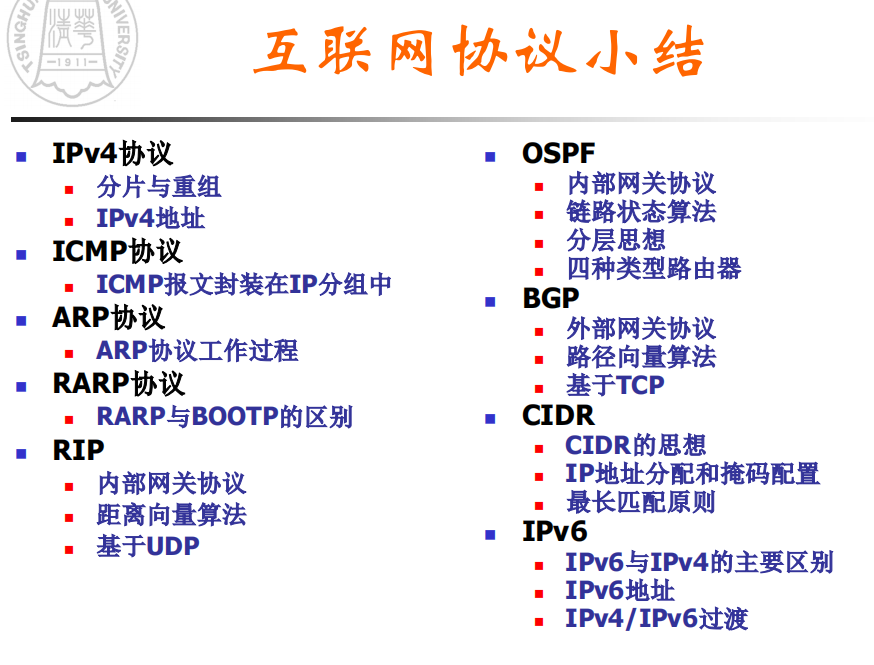 互联网协议小结
IPv4协议
分片与重组
IPv4地址
ICMP协议
ICMP报文封装在IP分组中
ARP协议
ARP协议工作过程
RARP协议
RARP与BOOTP的区别
RIP
内部网关协议
距离向量算法
基于UDP
OSPF
内部网关协议
链路状态算法
分层思想
四种类型路由器
BGP
外部网关协议
路径向量算法
基于TCP
CIDR
CIDR的思想
IP地址分配和掩码配置
最长匹配原则
IPv6
IPv6与IPv4的主要区别
IPv6地址
IPv4/IPv6过渡
清華
UNIVERSITY
-1911-